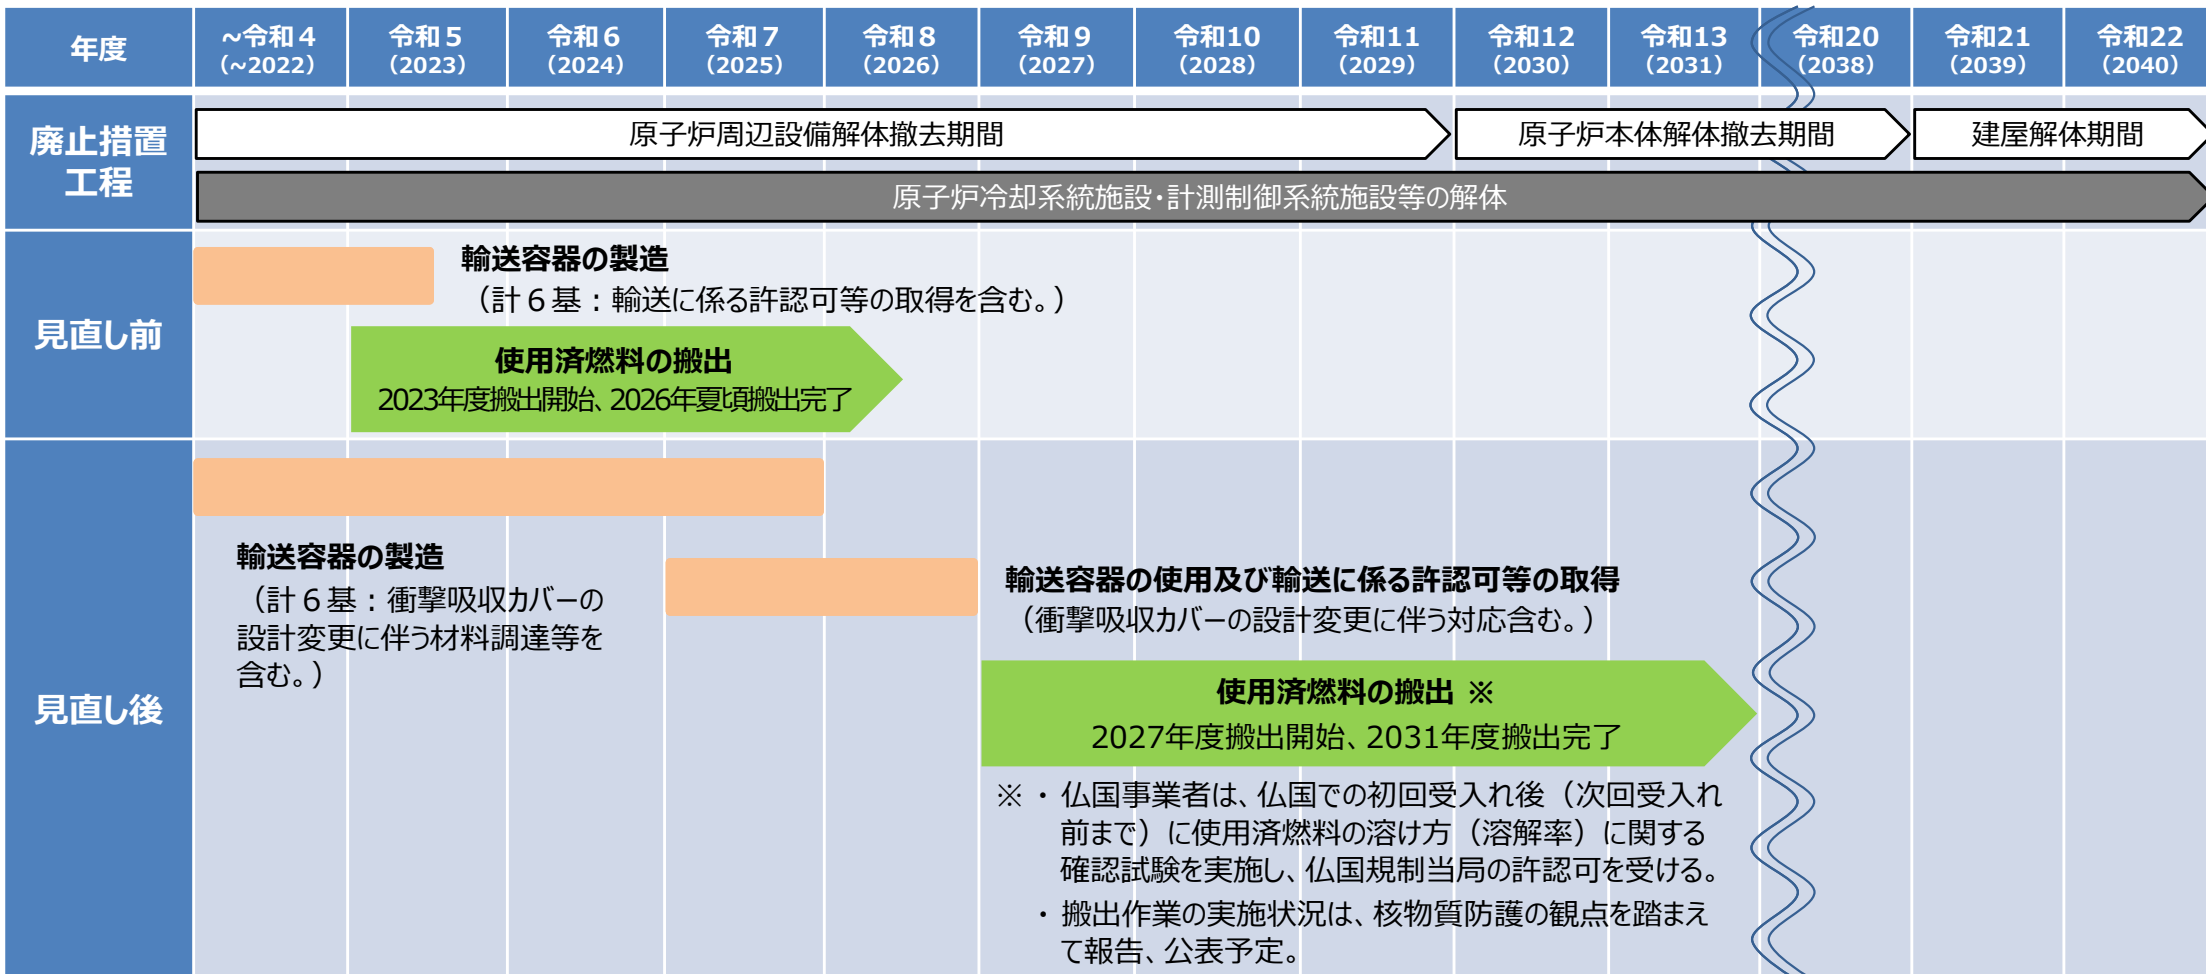 年度
~令和４
（~2022）
令和５
（2023）
令和６
（2024）
令和７
（2025）
令和８
（2026）
令和９
（2027）
令和10
（2028）
令和11
（2029）
令和12
（2030）
令和13
（2031）
令和20
（2038）
令和21
（2039）
令和22
（2040）
廃止措置
工程
原子炉周辺設備解体撤去期間
原子炉本体解体撤去期間
建屋解体期間
原子炉冷却系統施設・計測制御系統施設等の解体
見直し前
輸送容器の製造
（計６基：輸送に係る許認可等の取得を含む。）
使用済燃料の搬出
2023年度搬出開始、2026年夏頃搬出完了
見直し後
輸送容器の製造
（計６基：衝撃吸収カバーの
設計変更に伴う材料調達等を
含む。）
輸送容器の使用及び輸送に係る許認可等の取得
（衝撃吸収カバーの設計変更に伴う対応含む。）
使用済燃料の搬出 ※
2027年度搬出開始、2031年度搬出完了
※・仏国事業者は、仏国での初回受入れ後（次回受入れ
前まで）に使用済燃料の溶け方（溶解率）に関する
確認試験を実施し、仏国規制当局の許認可を受ける。
・搬出作業の実施状況は、核物質防護の観点を踏まえ
て報告、公表予定。